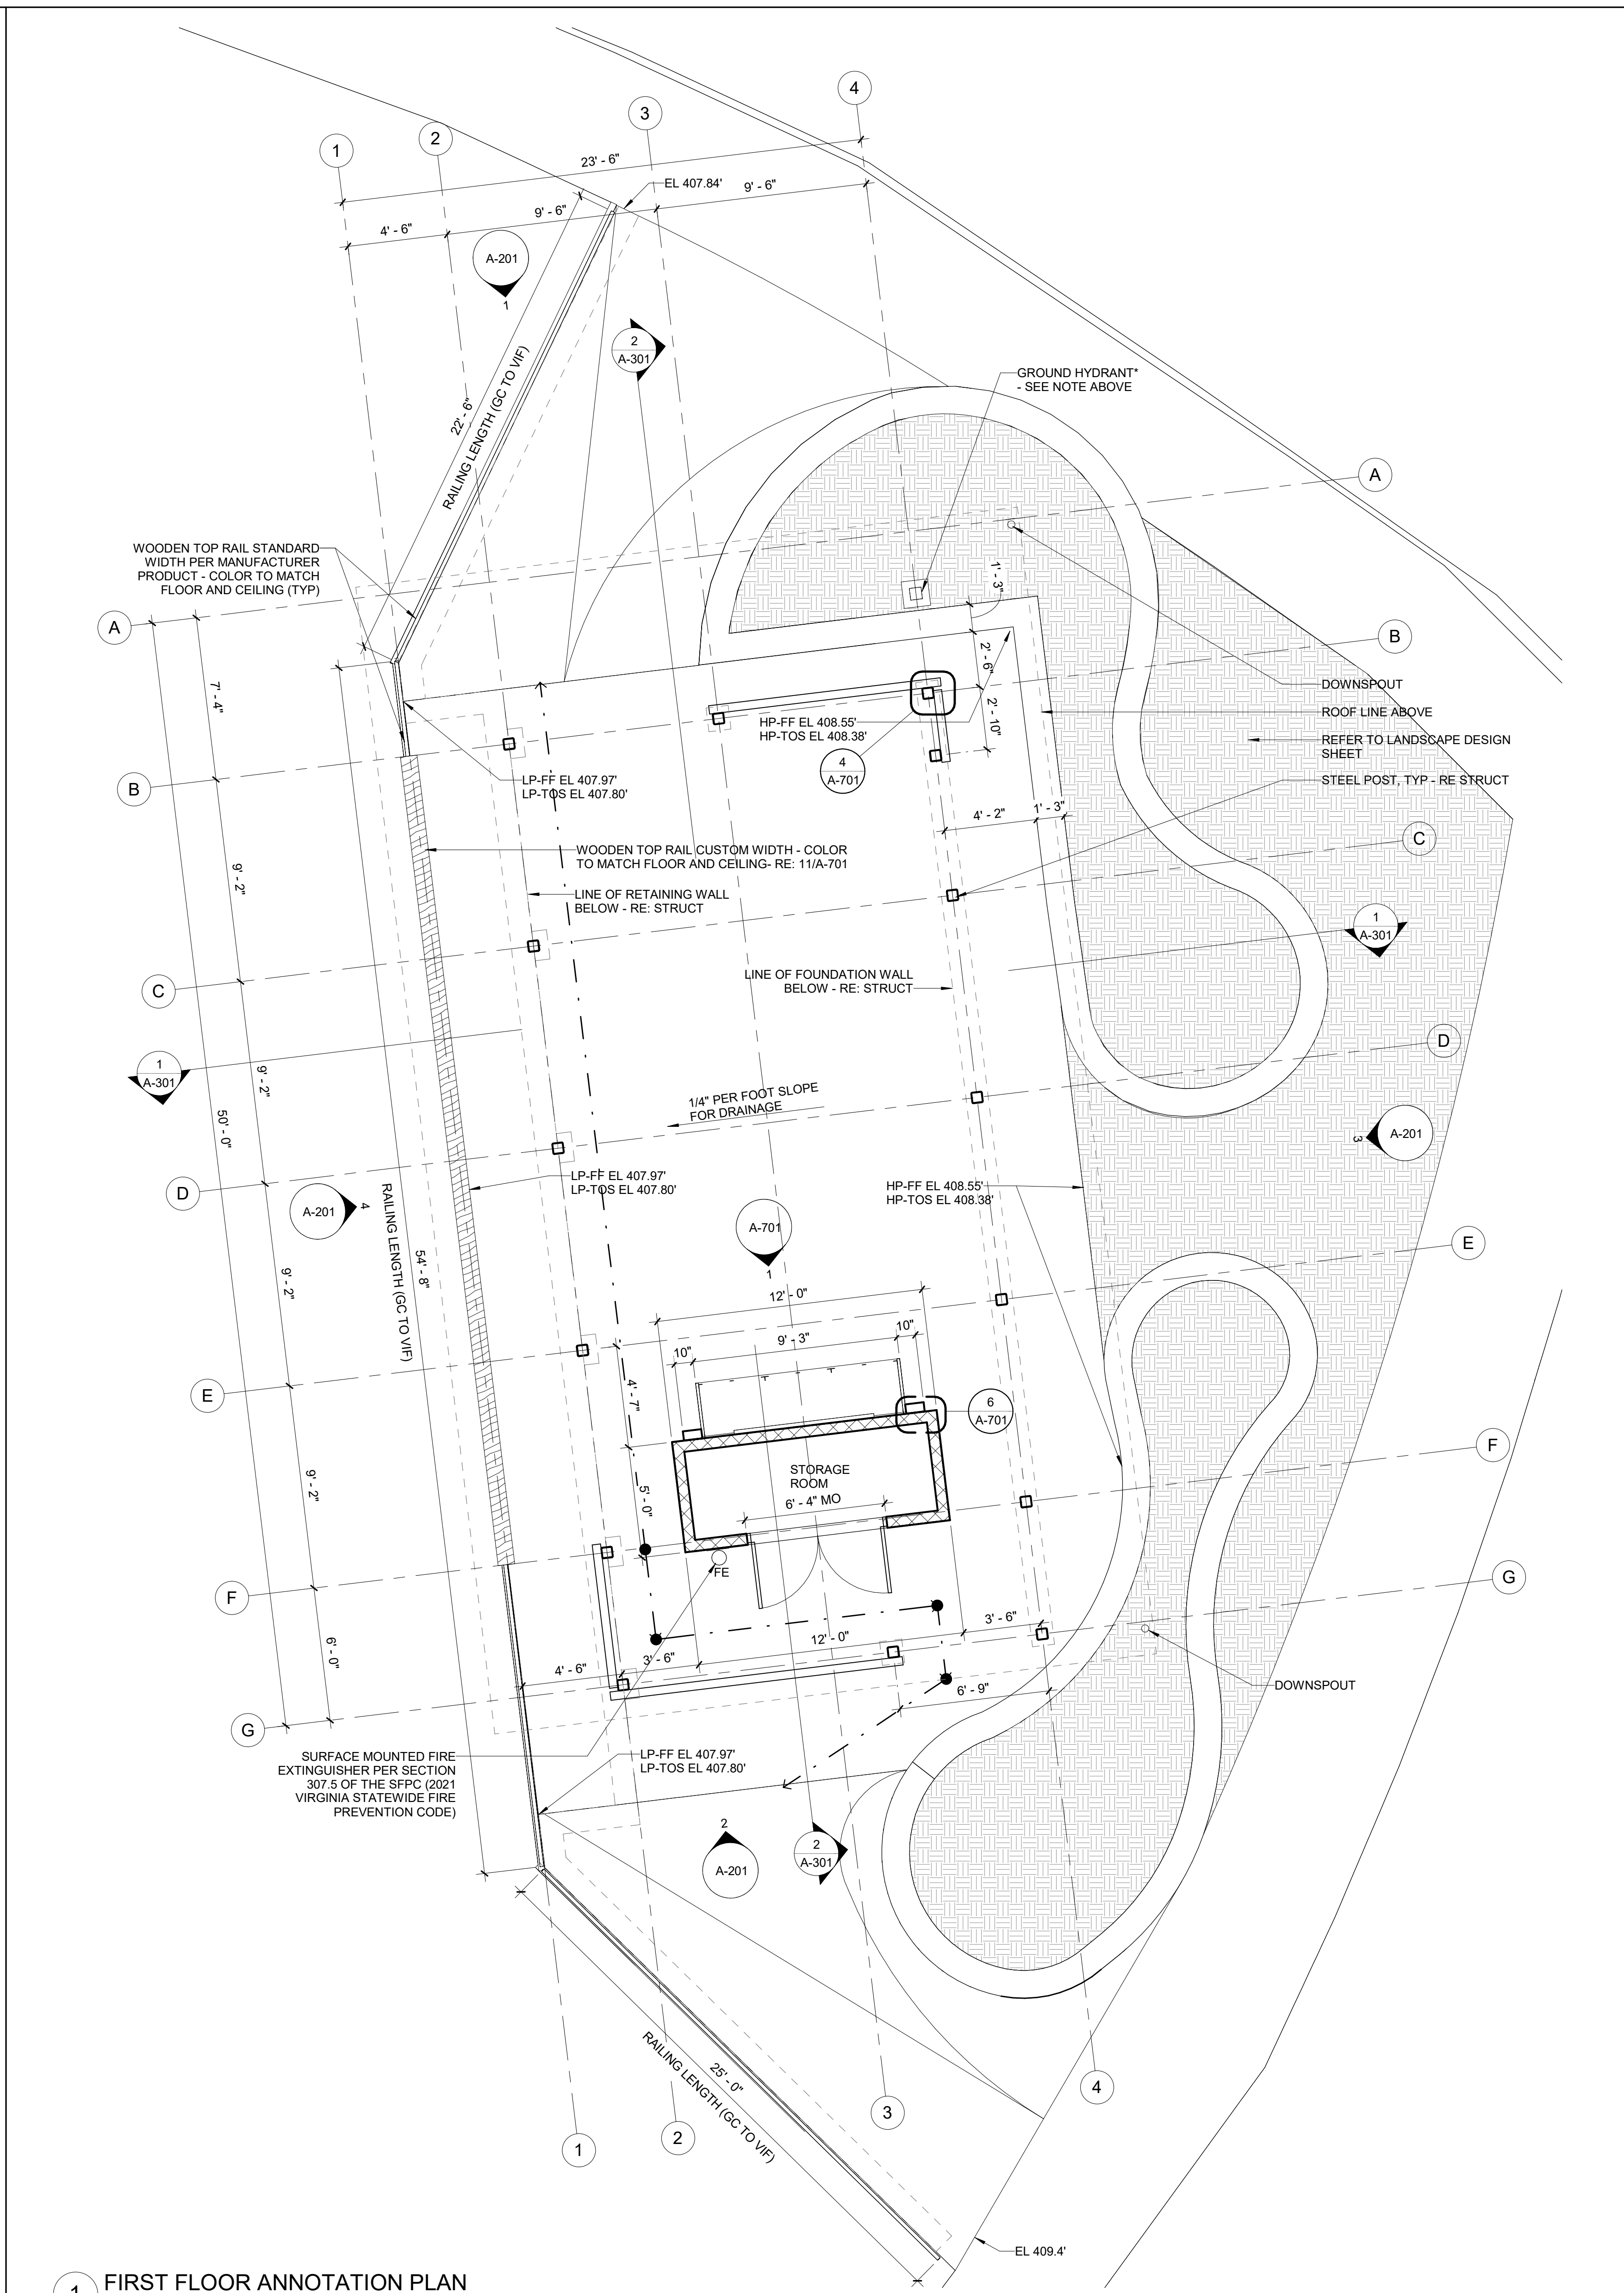 4
3
2
1
23' - 6"
EL 407.84'
9' - 6"
9' - 6"
4' - 6"
A-201
1
2
A-301
22' - 6"
RAILING LENGTH (GC TO VIF)
GROUND HYDRANT*
- SEE NOTE ABOVE
A
WOODEN TOP RAIL STANDARD
WIDTH PER MANUFACTURER
PRODUCT - COLOR TO MATCH
FLOOR AND CEILING (TYP)
1' - 3"
A
B
2' - 6"
7' - 4"
DOWNSPOUT
2' - 10"
ROOF LINE ABOVE
HP-FF EL 408.55'
HP-TOS EL 408.38'
REFER TO LANDSCAPE DESIGN
SHEET
4
A-701
LP-FF EL 407.97'
LP-TOS EL 407.80'
STEEL POST, TYP - RE STRUCT
B
4' - 2"
1' - 3"
C
WOODEN TOP RAIL CUSTOM WIDTH - COLOR
TO MATCH FLOOR AND CEILING- RE: 11/A-701
9' - 2"
LINE OF RETAINING WALL
BELOW - RE: STRUCT
1
A-301
LINE OF FOUNDATION WALL
BELOW - RE: STRUCT
C
D
1
A-301
9' - 2"
1/4" PER FOOT SLOPE
FOR DRAINAGE
50' - 0"
A-201
3
LP-FF EL 407.97'
LP-TOS EL 407.80'
HP-FF EL 408.55'
HP-TOS EL 408.38'
D
A-201
4
RAILING LENGTH (GC TO VIF)
54' - 8"
A-701
1
E
9' - 2"
12' - 0"
9' - 3"
10"
10"
4' - 7"
E
6
A-701
F
STORAGE
ROOM
6' - 4" MO
9' - 2"
5' - 0"
FE
G
F
3' - 6"
12' - 0"
6' - 0"
3' - 6"
4' - 6"
6' - 9"
DOWNSPOUT
G
SURFACE MOUNTED FIRE
EXTINGUISHER PER SECTION
307.5 OF THE SFPC (2021
VIRGINIA STATEWIDE FIRE
PREVENTION CODE)
LP-FF EL 407.97'
LP-TOS EL 407.80'
2
A-201
2
A-301
RAILING LENGTH (GC TO VIF)
25' - 0"
4
3
2
1
EL 409.4'
1
FIRST FLOOR ANNOTATION PLAN